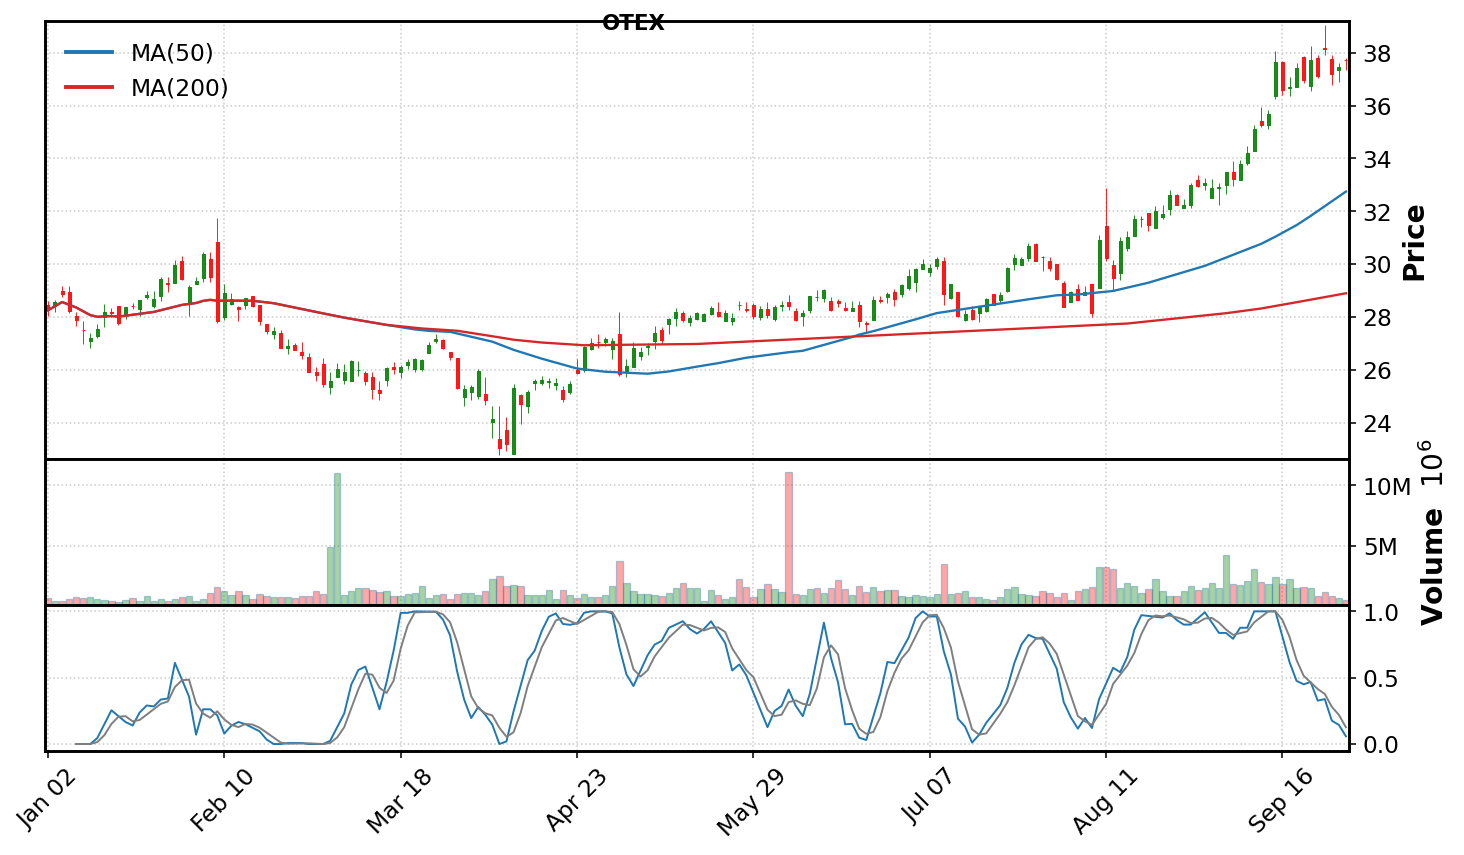 OTEX
MA(50)
MA(200)
38
36
34
32
30
28
26
24
Price
10M
5M
Volume 10^6
1.0
0.5
0.0
Jan 02
Feb 10
Mar 18
Apr 23
May 29
Jul 07
Aug 11
Sep 16